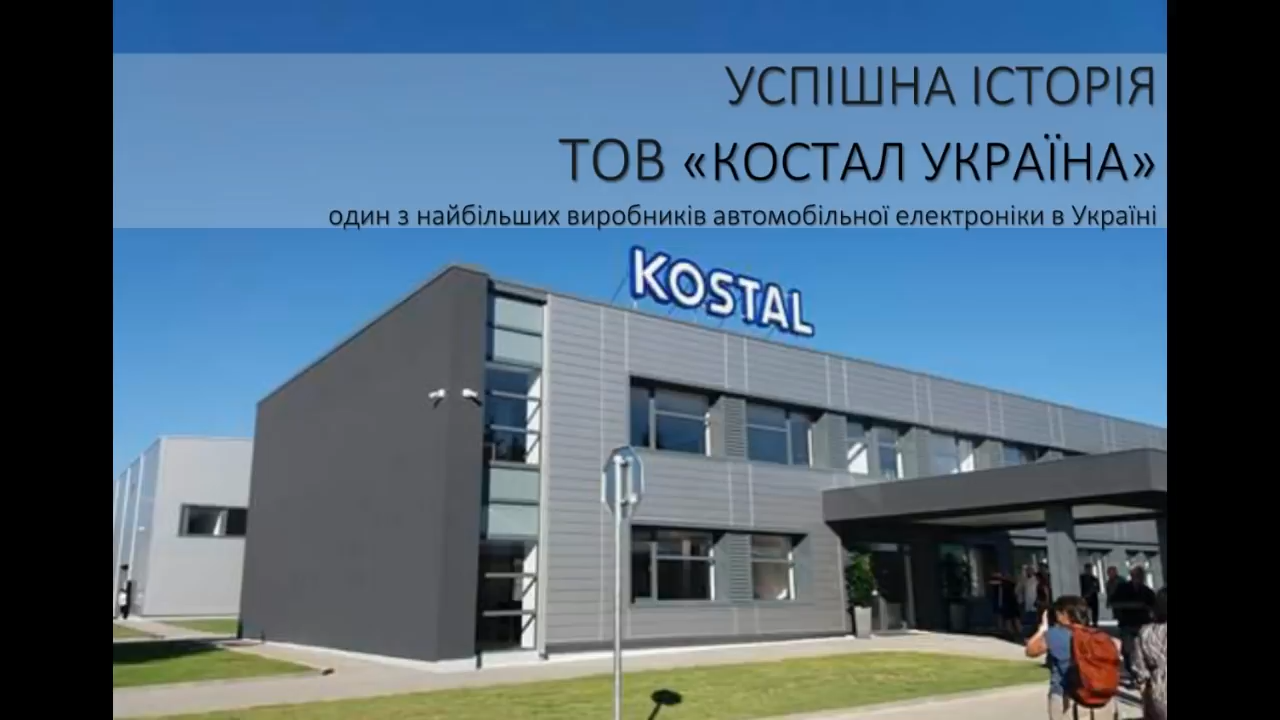 УСПІШНА ІСТОРІЯ
ТОВ «КОСТАЛ УКРАЇНА»
один з найбільших виробників автомобільної електроніки в Україні
KOSTAL